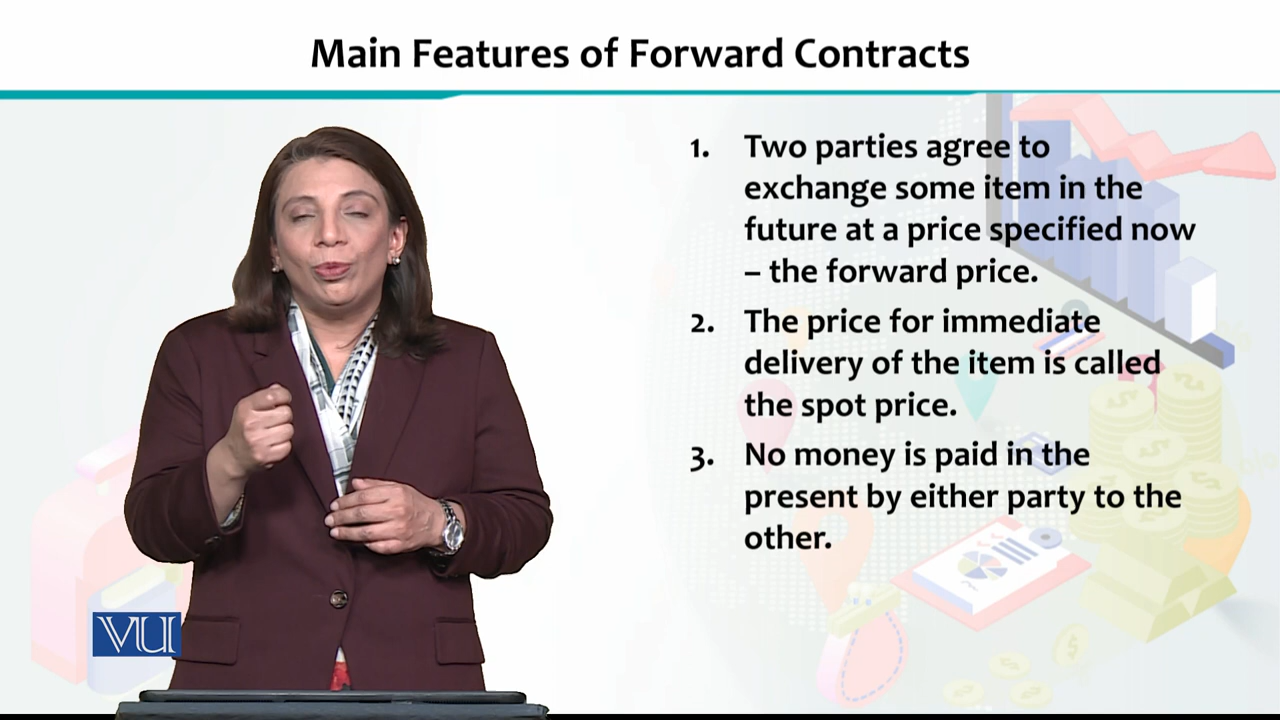 Main Features of Forward Contracts
1. Two parties agree to
exchange some item in the
future at a price specified now
– the forward price.
2. The price for immediate
delivery of the item is called
the spot price.
3. No money is paid in the
present by either party to the
other.
VU